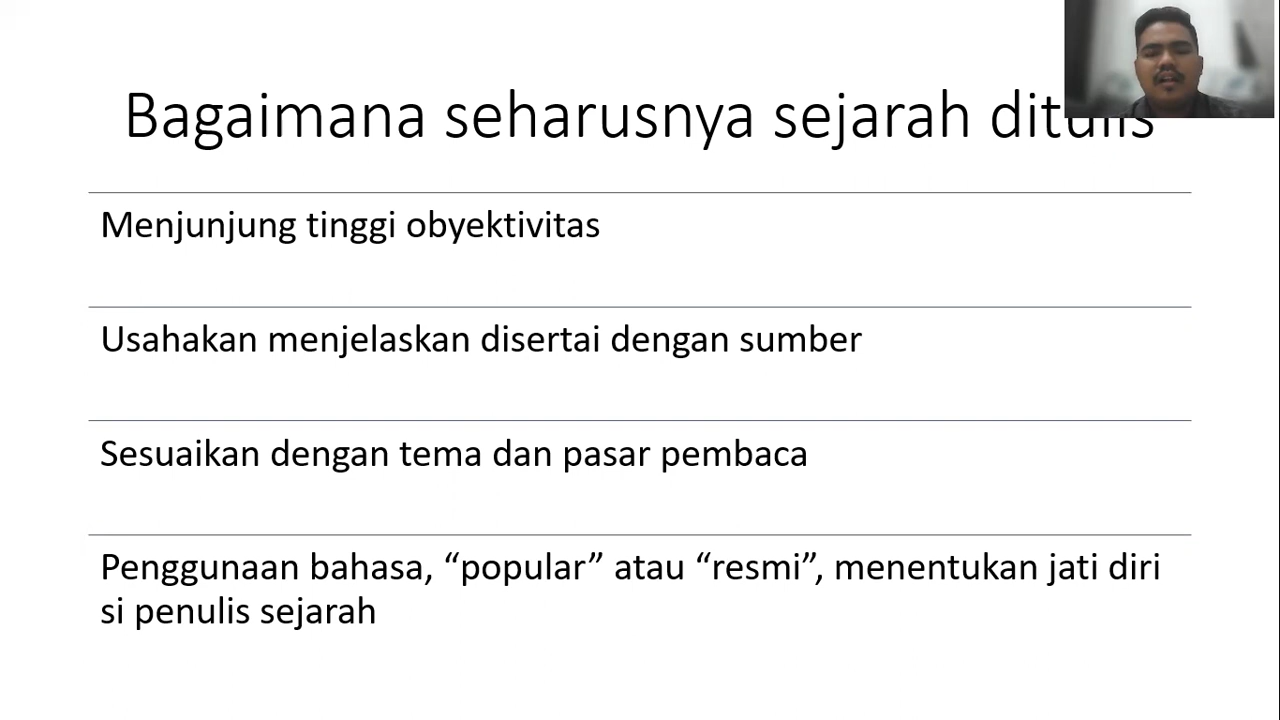 Bagaimana seharusnya sejarah ditulis
Menjunjung tinggi obyektivitas
Usahakan menjelaskan disertai dengan sumber
Sesuaikan dengan tema dan pasar pembaca
Penggunaan bahasa, “popular” atau “resmi”, menentukan jati diri
si penulis sejarah